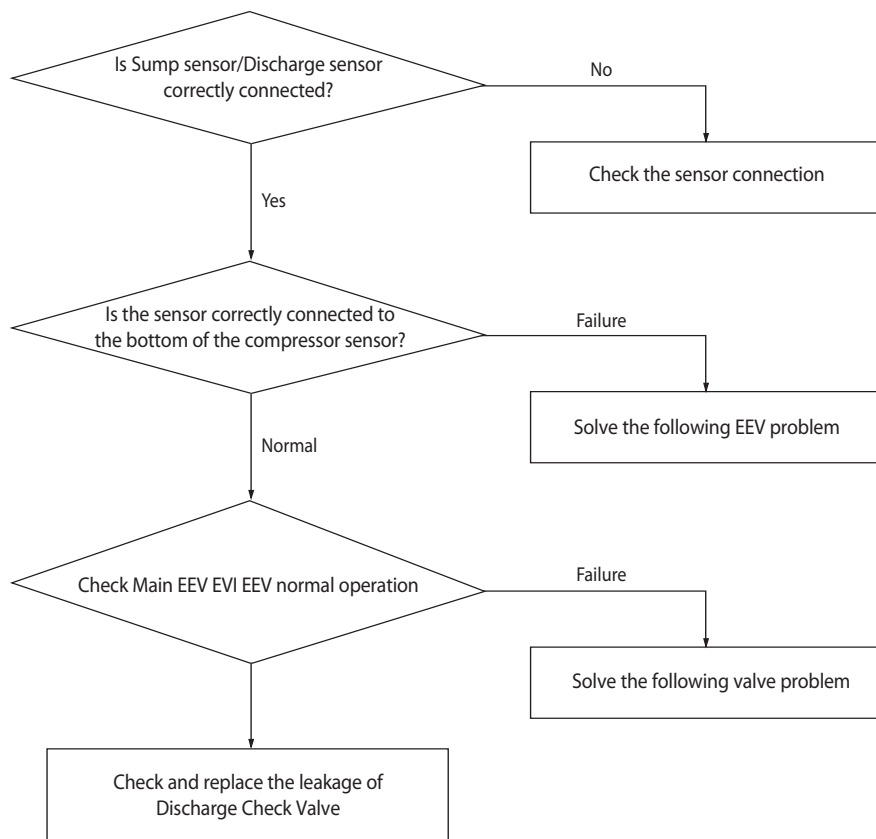 Is Sump sensor/Discharge sensor
correctly connected?
No
Check the sensor connection
Yes
Is the sensor correctly connected to
the bottom of the compressor sensor?
Failure
Solve the following EEV problem
Normal
Check Main EEV EVI EEV normal operation
Failure
Solve the following valve problem
Check and replace the leakage of
Discharge Check Valve